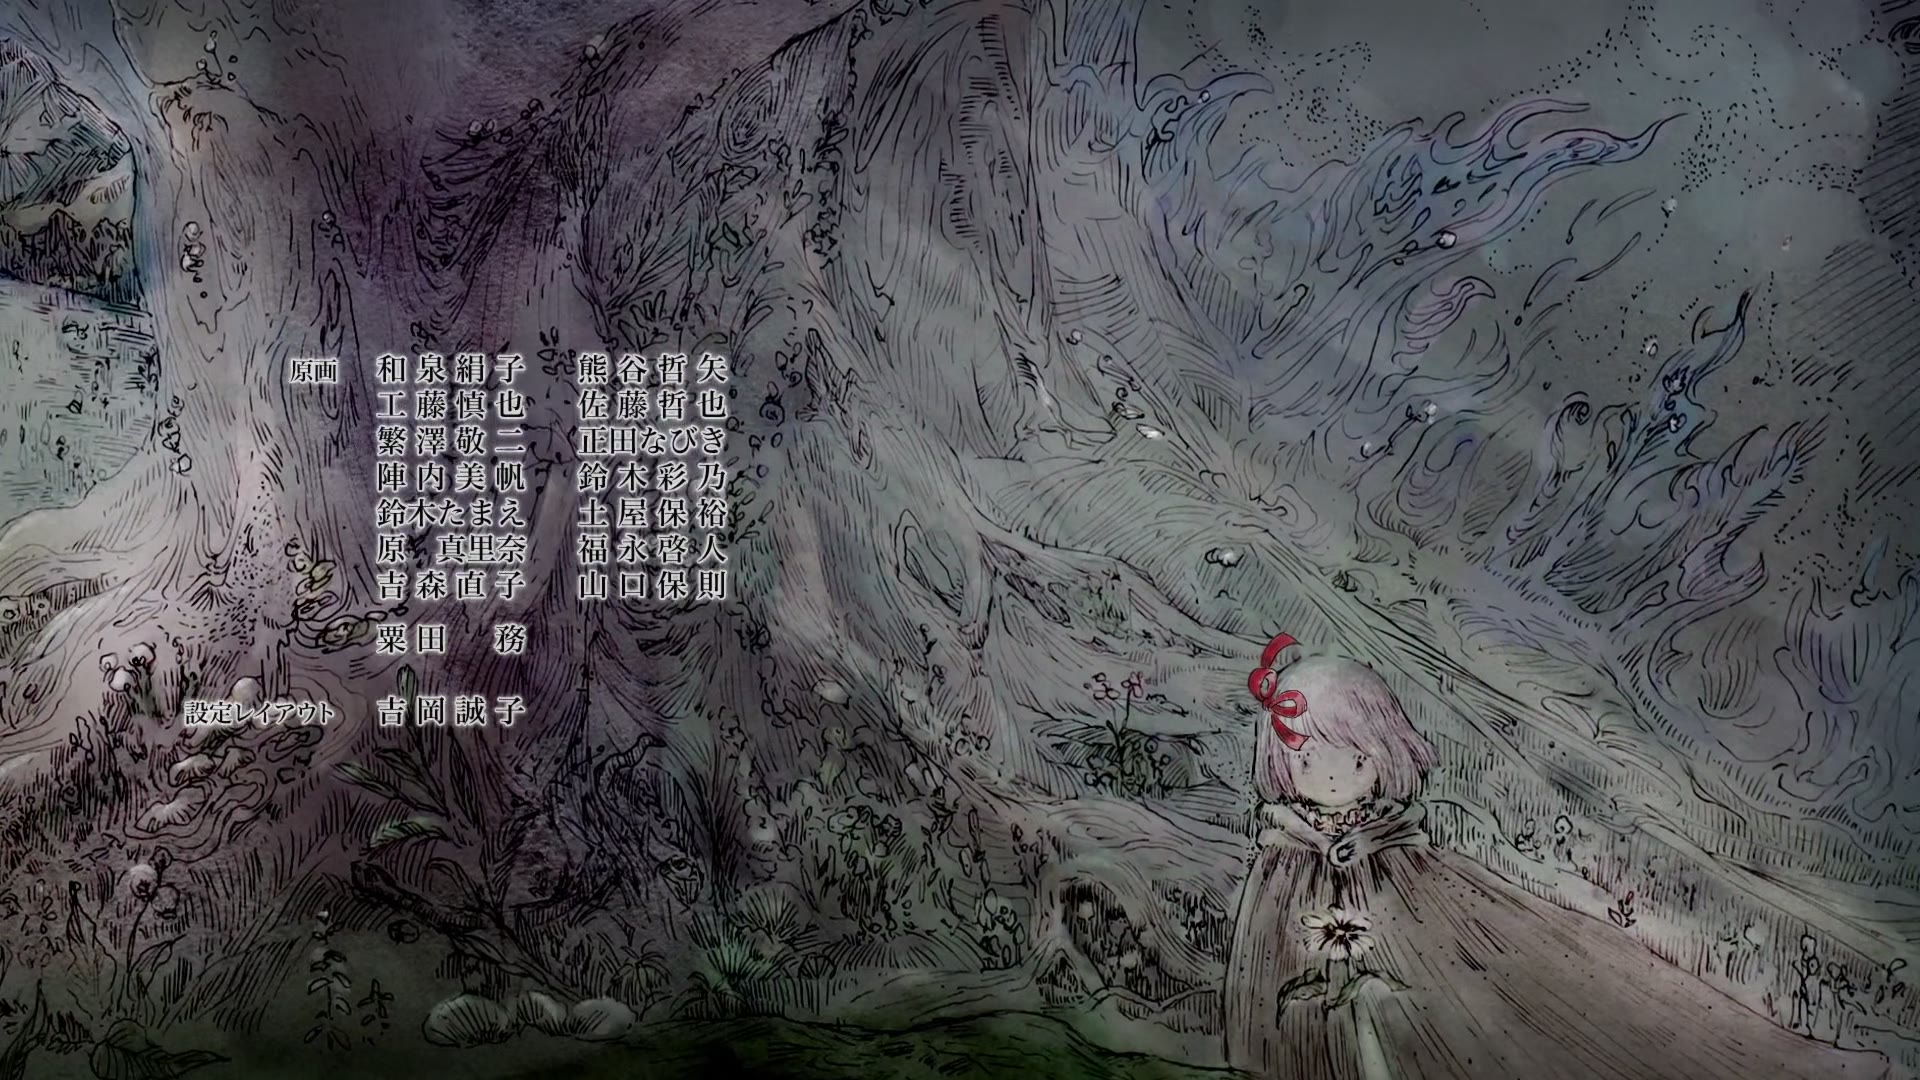 原画 和泉絹子 熊谷哲矢
工藤慎也 佐藤哲也
繁澤敬二 正田なびき
陣内美帆 鈴木彩乃
鈴木たまえ 土屋保裕
原 真里奈 福永啓人
吉森直子 山口保則
粟田 務
設定レイアウト 吉岡誠子